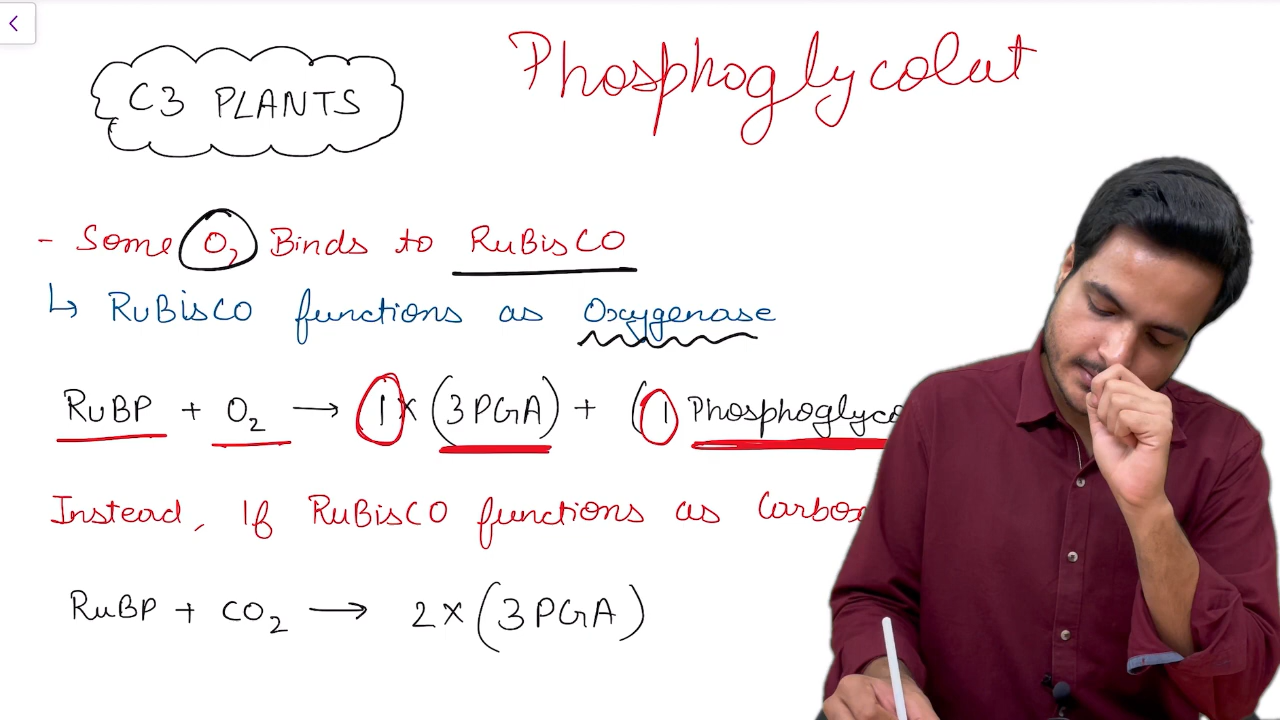 Phosphoglycolat
C3 PLANTS
- Some O₂ Binds to RuBisCO
↳ RuBisCO functions as Oxygenase
RuBP + O₂ → 1 × (3PGA) + (1 Phosphoglyco
Instead, If RuBisCO functions as Carbox
RuBP + CO₂ → 2 × (3PGA)